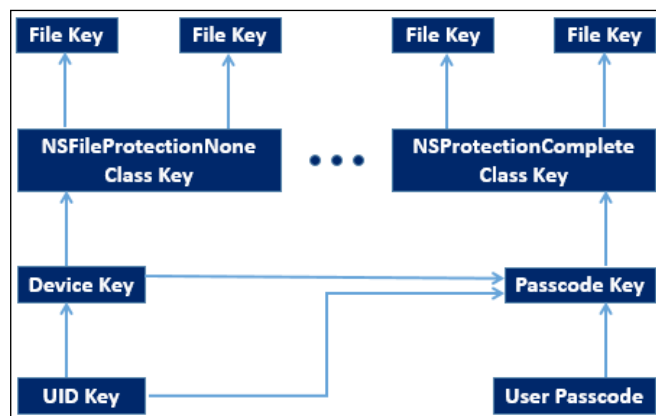 File Key
File Key
File Key
File Key
NSFileProtectionNone
Class Key
NSProtectionComplete
Class Key
Device Key
Passcode Key
UID Key
User Passcode